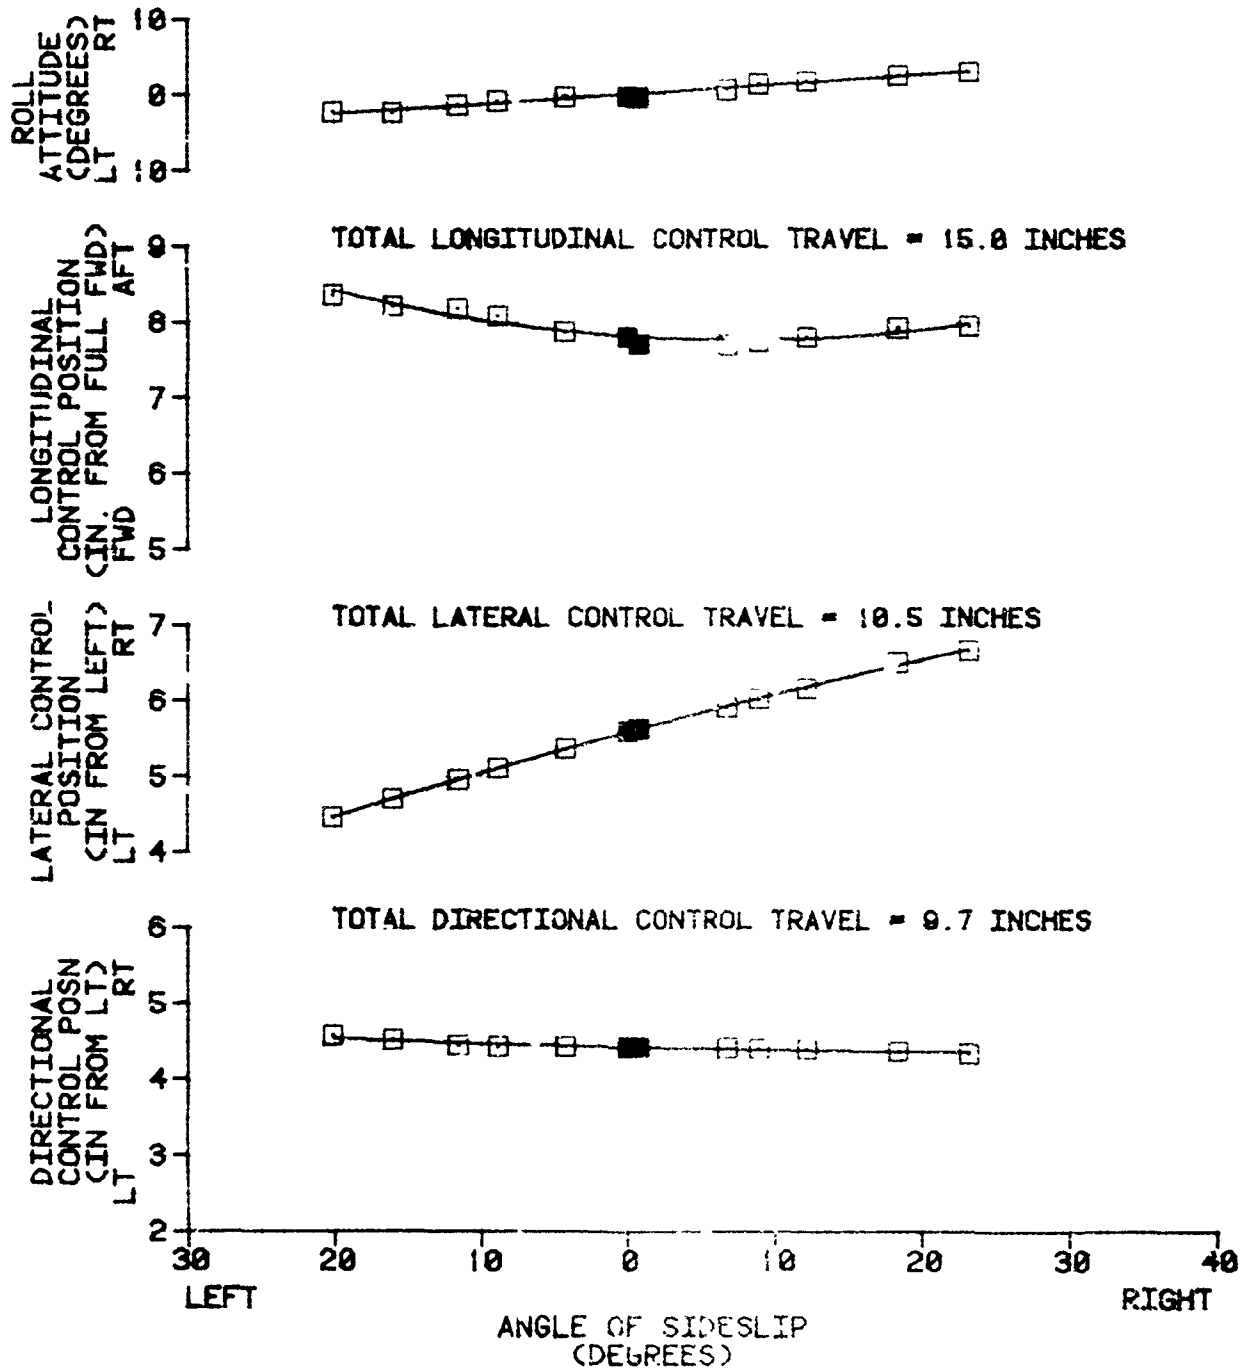 ROLL
ATTITUDE
(DEGREES)
LT RT
10
0
10
TOTAL LONGITUDINAL CONTROL TRAVEL = 15.0 INCHES
LONGITUDINAL
CONTROL POSITION
(IN. FROM FULL FWD)
FWD AFT
9
8
7
6
5
TOTAL LATERAL CONTROL TRAVEL = 10.5 INCHES
LATERAL CONTROL
POSITION
(IN FROM LEFT)
LT RT
7
6
5
4
TOTAL DIRECTIONAL CONTROL TRAVEL = 9.7 INCHES
DIRECTIONAL
CONTROL POSN
(IN FROM LT)
LT RT
6
5
4
3
2
30 20 10 0 10 20 30 40
LEFT RIGHT
ANGLE OF SIDESLIP
(DEGREES)